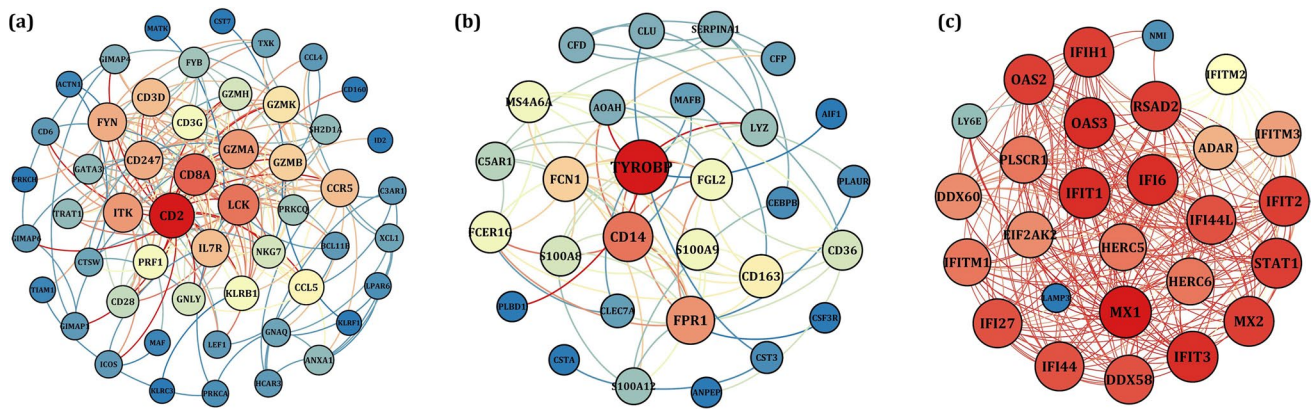 (a)
CST7
MATK
TXK
GIMAP4
FYB
CCL4
ACTN1
CD3D
GZMH
GZMK
CD160
FYN
CD3G
SH2D1A
CD6
GZMA
ID2
CD247
GZMB
GATA3
CD8A
PRKCH
CCR5
C3AR1
ITK
CD2
LCK
PRKCQ
TRAT1
GIMAP6
IL7R
NKG7
BCL11B
XCL1
CTSW
PRF1
TIAM1
KLRB1
CCL5
LPAR6
CD28
GNLY
GIMAP1
KLRF1
GNAQ
MAF
LEF1
ICOS
ANXA1
KLRC3
PRKCA
HCAR3
(b)
CLU
SERPINA1
CFD
CFP
MS4A6A
AOAH
MAFB
AIF1
LYZ
C5AR1
TYROBP
FCN1
FGL2
PLAUR
CEBPB
FCER1G
CD14
S100A9
S100A8
CD36
CD163
PLBD1
CLEC7A
FPR1
CSF3R
CSTA
CST3
S100A12
ANPEP
(c)
NMI
IFIH1
OAS2
IFITM2
RSAD2
LY6E
OAS3
IFITM3
ADAR
PLSCR1
IFI6
DDX60
IFIT1
IFIT2
IFI44L
EIF2AK2
HERC5
IFITM1
STAT1
HERC6
LAMP3
MX1
IFI27
MX2
IFIT3
IFI44
DDX58